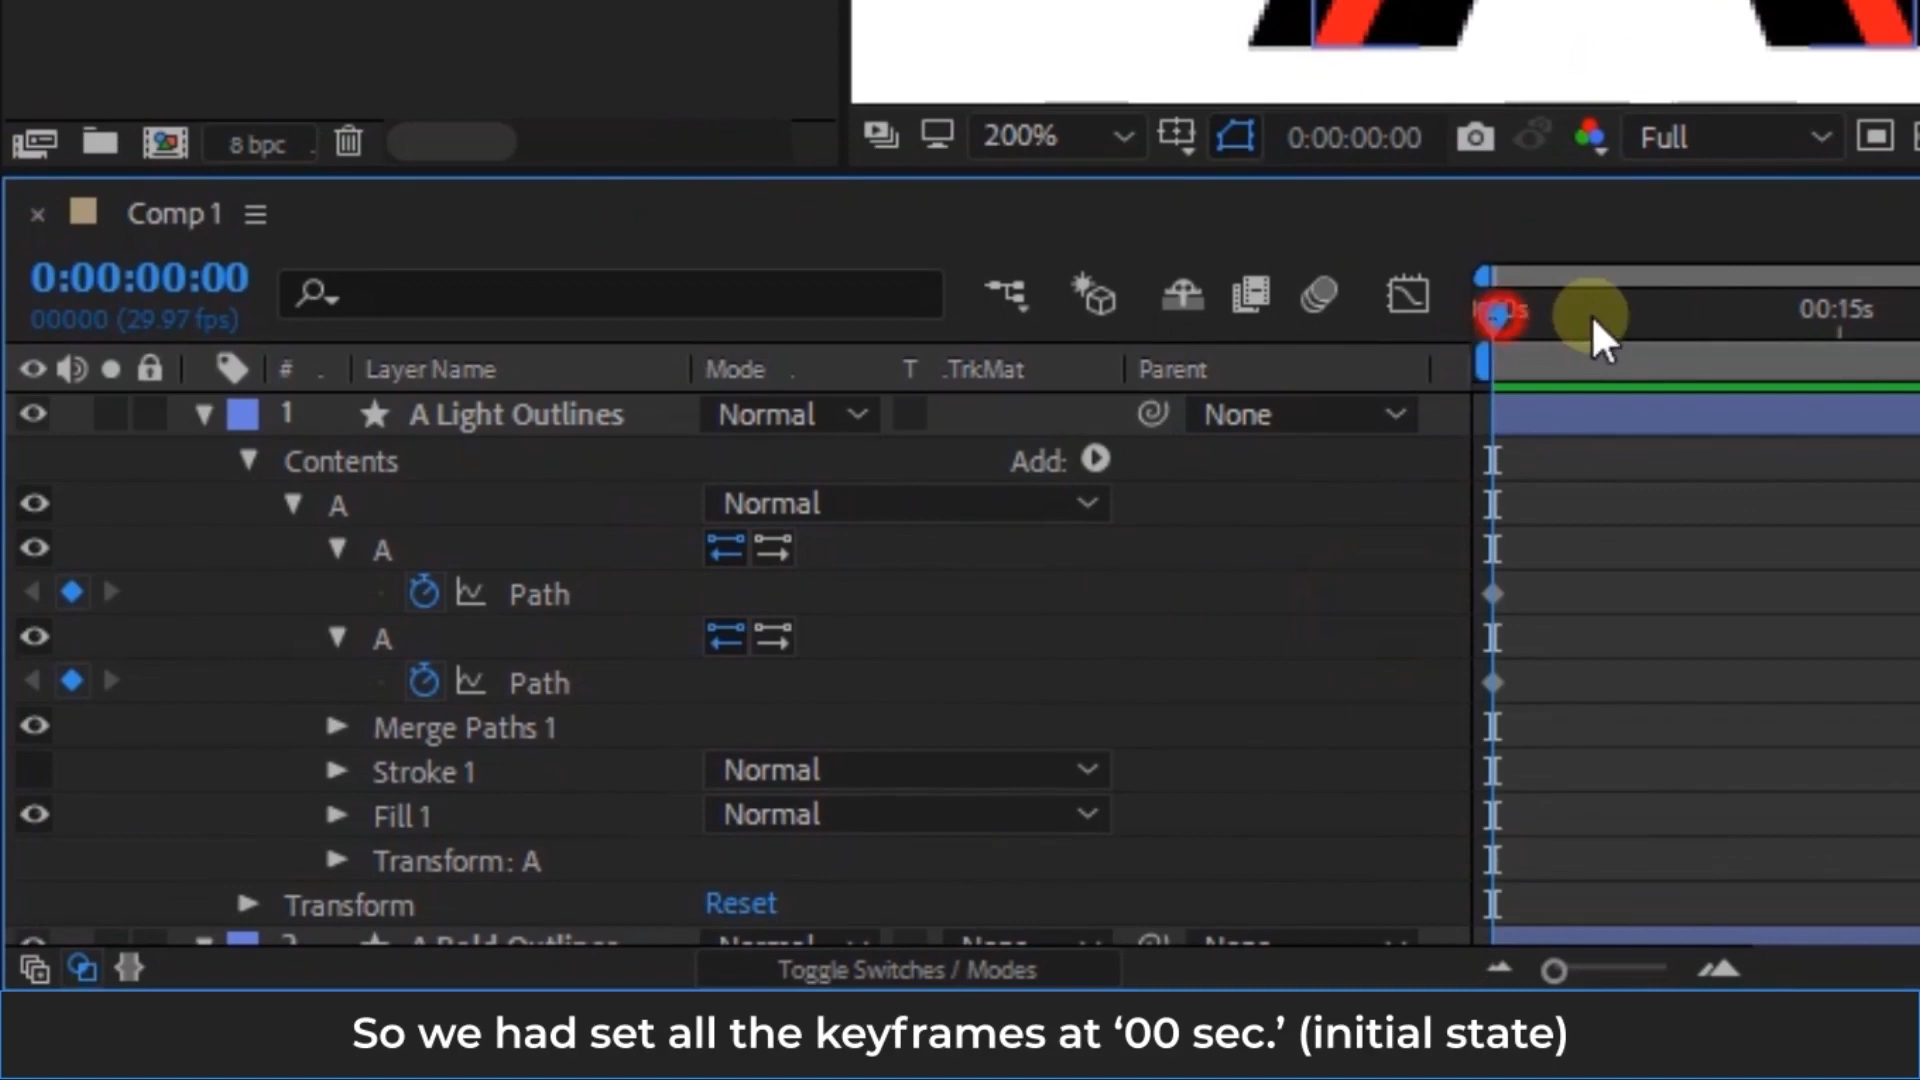 8 bpc
200%
0:00:00:00
Full
Comp 1
0:00:00:00
00000 (29.97 fps)
00:15s
# . Layer Name Mode . T .TrkMat Parent
1 A Light Outlines Normal None
Contents Add:
A Normal
A
Path
A
Path
Merge Paths 1
Stroke 1 Normal
Fill 1 Normal
Transform: A
Transform Reset
2 A Bold Outlines Normal None None
Toggle Switches / Modes
So we had set all the keyframes at ‘00 sec.’ (initial state)